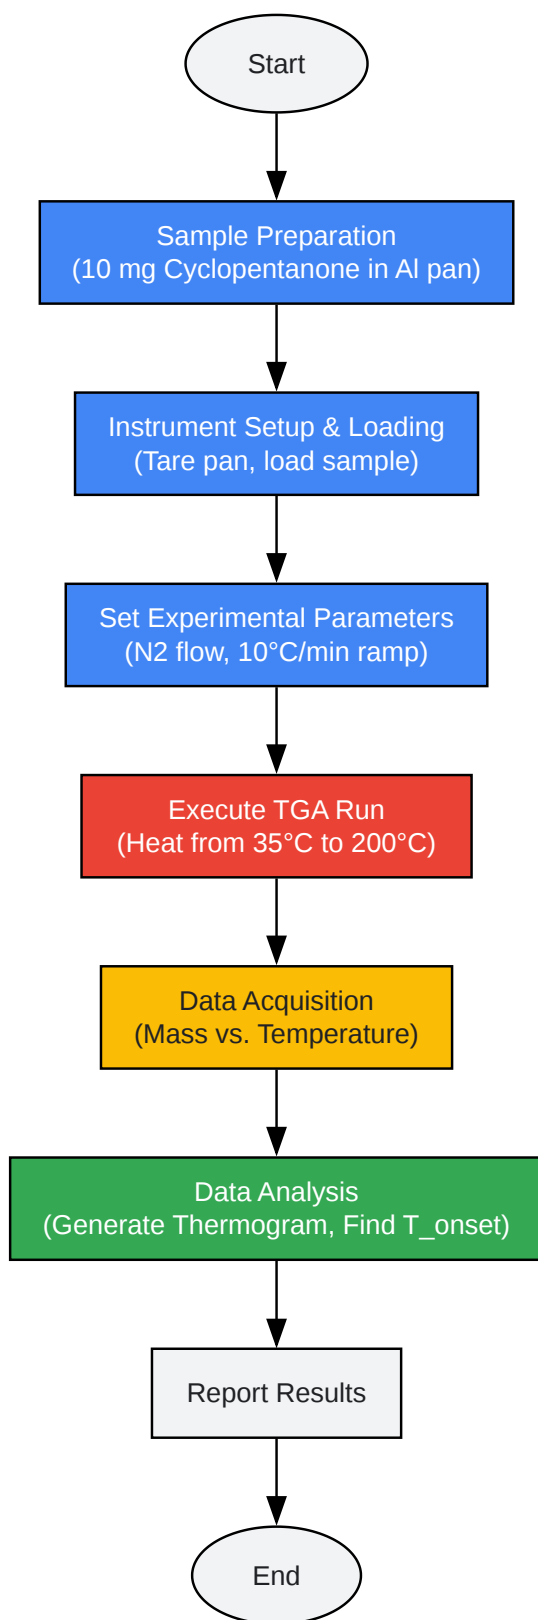 Start
Sample Preparation
(10 mg Cyclopentanone in Al pan)
Instrument Setup & Loading
(Tare pan, load sample)
Set Experimental Parameters
(N2 flow, 10°C/min ramp)
Execute TGA Run
(Heat from 35°C to 200°C)
Data Acquisition
(Mass vs. Temperature)
Data Analysis
(Generate Thermogram, Find T_onset)
Report Results
End